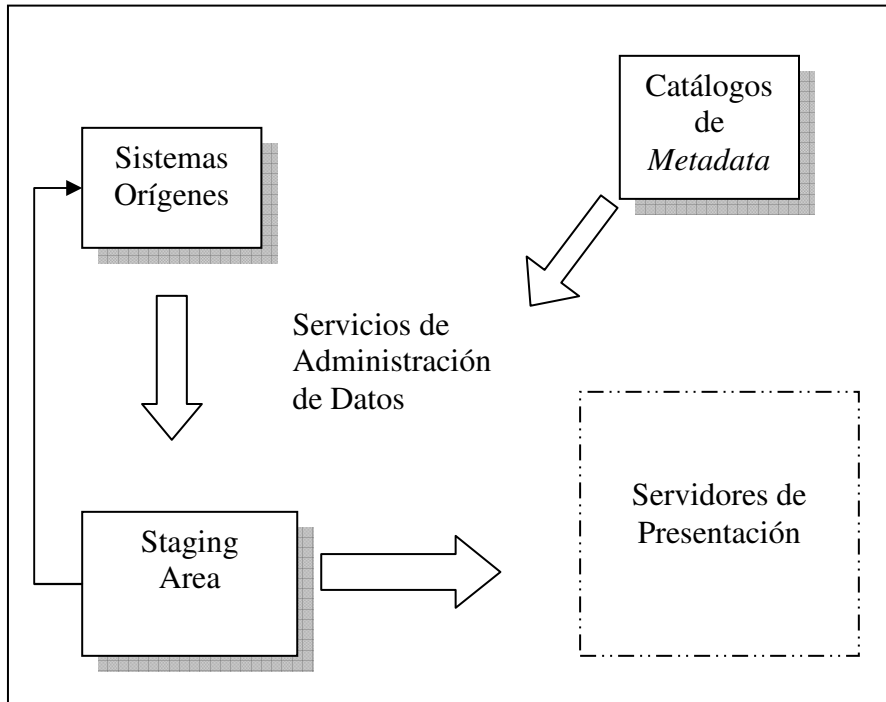 Catálogos
de
Metadata
Sistemas
Orígenes
Servicios de
Administración
de Datos
Servidores de
Presentación
Staging
Area